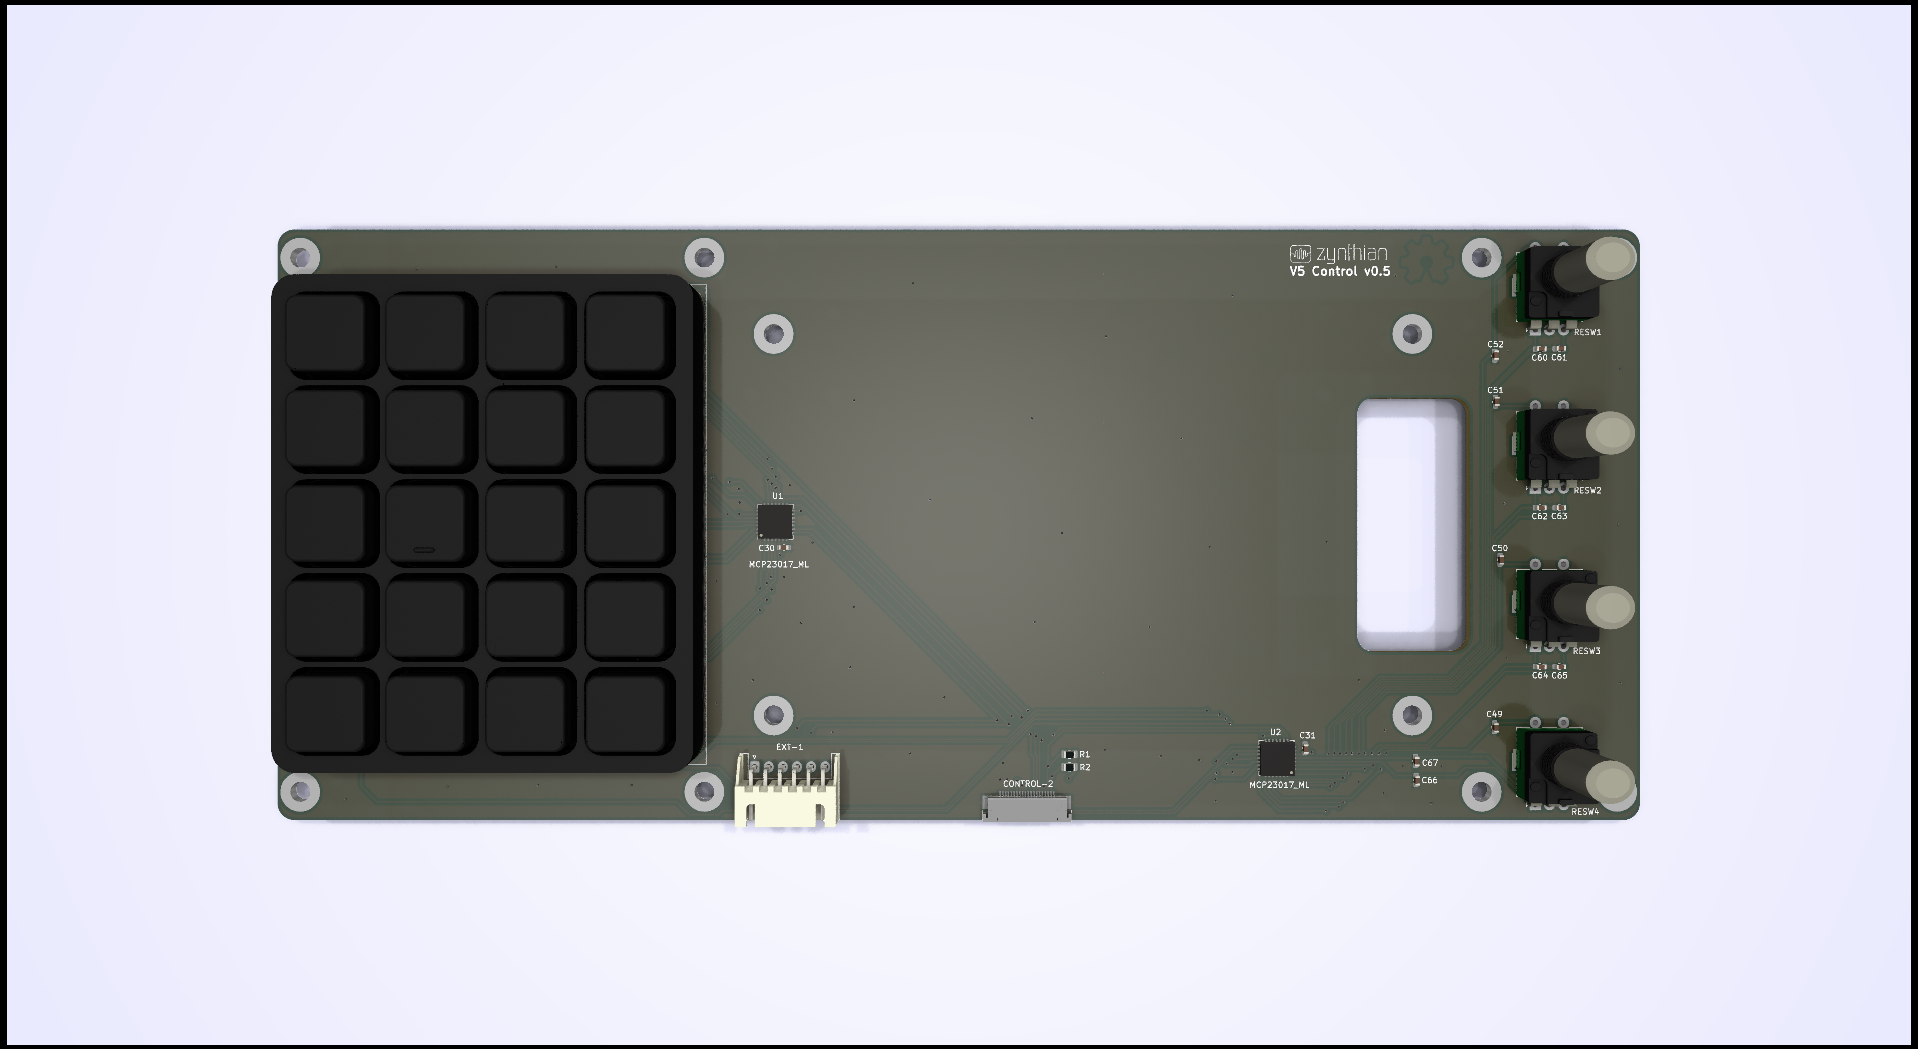 zynthian
V5 Control v0.5
RESW1
C52
C60 C61
C51
RESW2
U1
C62 C63
C30
C50
MCP23017_ML
RESW3
C64 C65
C49
U2
C31
EXT-1
R1
R2
C67
C66
CONTROL-2
MCP23017_ML
RESW4